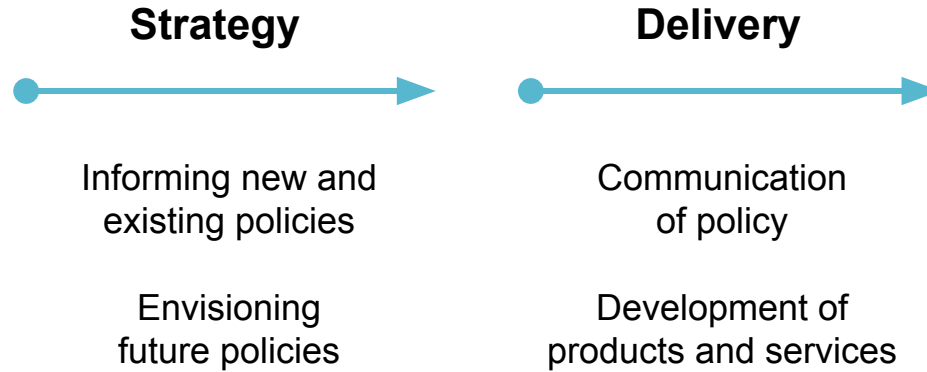 Strategy
Informing new and
existing policies
Envisioning
future policies
Delivery
Communication
of policy
Development of
products and services